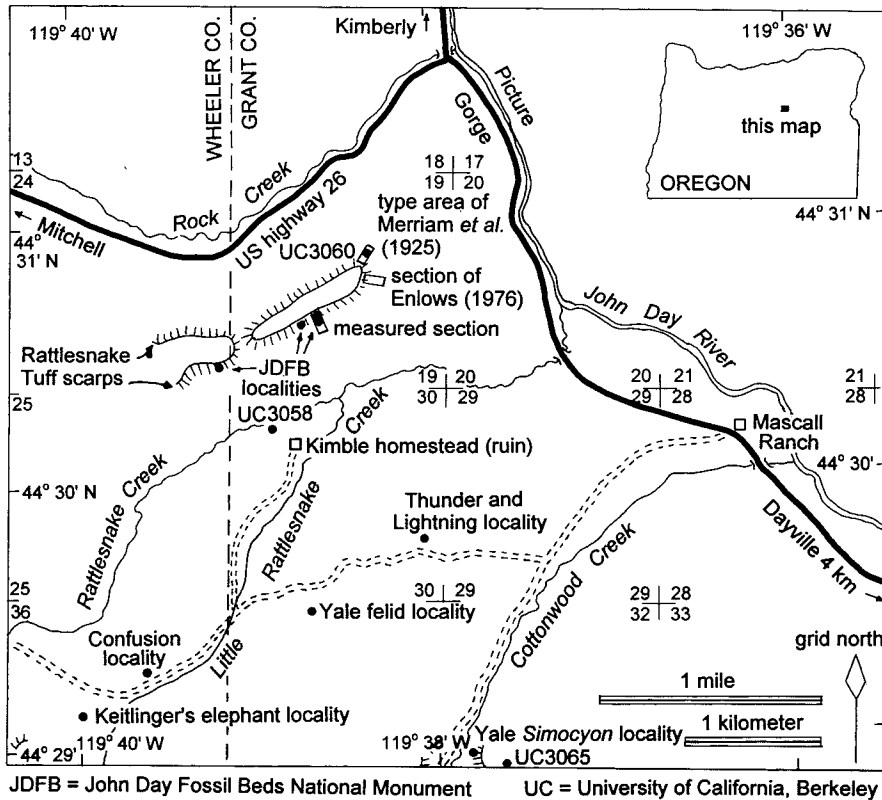 119° 40' W
WHEELER CO.
GRANT CO.
Kimberly
119° 36' W
Picture
Gorge
this map
OREGON
13
24
18 17
19 20
44° 31' N
Rock Creek
US highway 26
Mitchell
44°
31' N
type area of
Merriam et al.
(1925)
UC3060
section of
Enlows (1976)
measured section
John Day River
Rattlesnake
Tuff scarps
JDFB
localities
19 20
30 29
20 21
29 28
21
28
25
UC3058
Kimble homestead (ruin)
Mascall
Ranch
44° 30'
44° 30' N
Rattlesnake Creek
Little Rattlesnake Creek
Thunder and
Lightning locality
Cottonwood Creek
Dayville 4 km
25
36
30 29
29 28
32 33
Yale felid locality
Confusion
locality
grid north
1 mile
1 kilometer
Keitlinger's elephant locality
Yale Simocyon locality
UC3065
44° 29'
119° 40' W
119° 38' W
JDFB = John Day Fossil Beds National Monument
UC = University of California, Berkeley